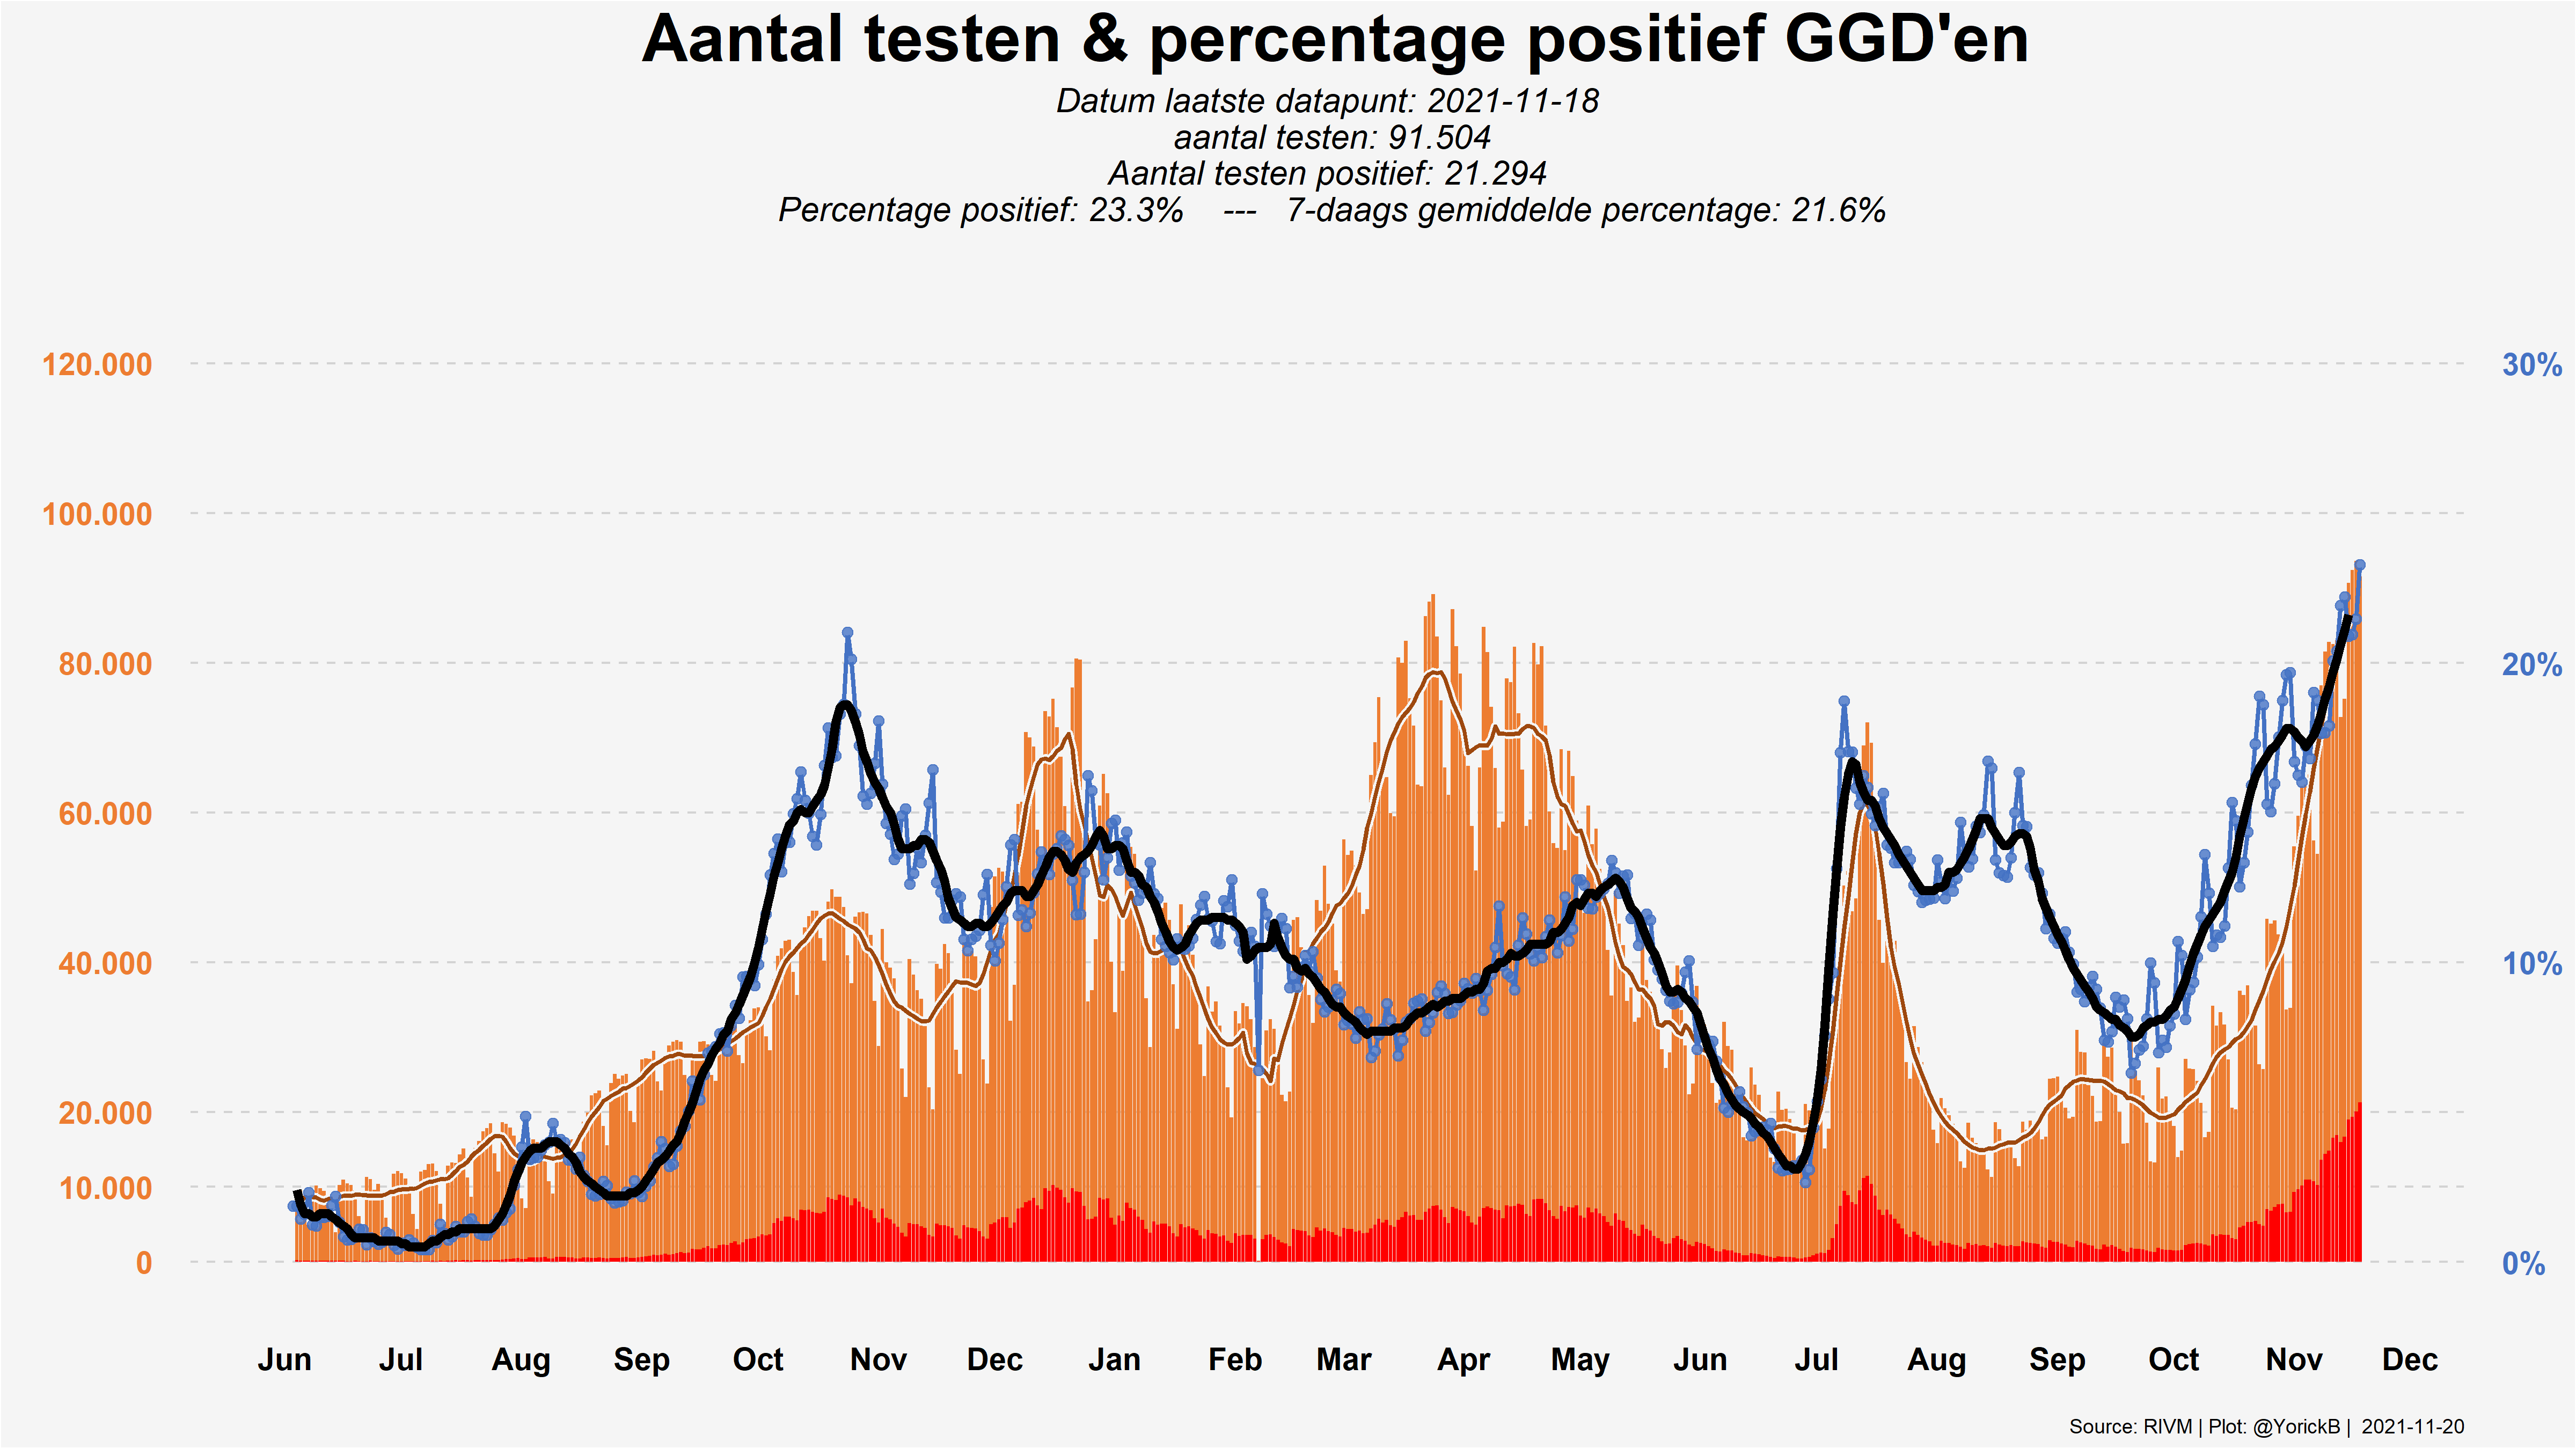 Aantal testen & percentage positief GGD'en
Datum laatste datapunt: 2021-11-18
aantal testen: 91.504
Aantal testen positief: 21.294
Percentage positief: 23.3% --- 7-daags gemiddelde percentage: 21.6%
120.000
30%
100.000
80.000
20%
60.000
40.000
10%
20.000
10.000
0
0%
Jun Jul Aug Sep Oct Nov Dec Jan Feb Mar Apr May Jun Jul Aug Sep Oct Nov Dec
Source: RIVM | Plot: @YorickB | 2021-11-20